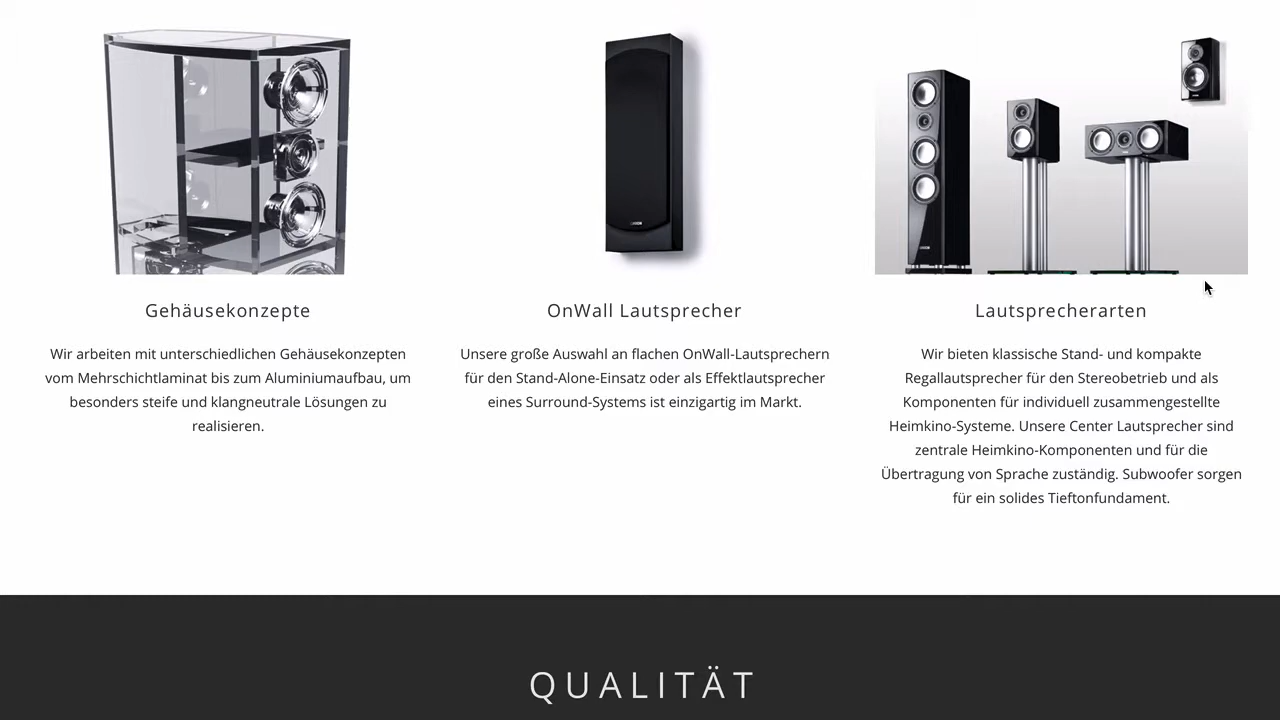 Gehäusekonzepte
Wir arbeiten mit unterschiedlichen Gehäusekonzepten
vom Mehrschichtlaminat bis zum Aluminiumaufbau, um
besonders steife und klangneutrale Lösungen zu
realisieren.
OnWall Lautsprecher
Unsere große Auswahl an flachen OnWall-Lautsprechern
für den Stand-Alone-Einsatz oder als Effektlautsprecher
eines Surround-Systems ist einzigartig im Markt.
Lautsprecherarten
Wir bieten klassische Stand- und kompakte
Regallautsprecher für den Stereobetrieb und als
Komponenten für individuell zusammengestellte
Heimkino-Systeme. Unsere Center Lautsprecher sind
zentrale Heimkino-Komponenten und für die
Übertragung von Sprache zuständig. Subwoofer sorgen
für ein solides Tieftonfundament.
QUALITÄT